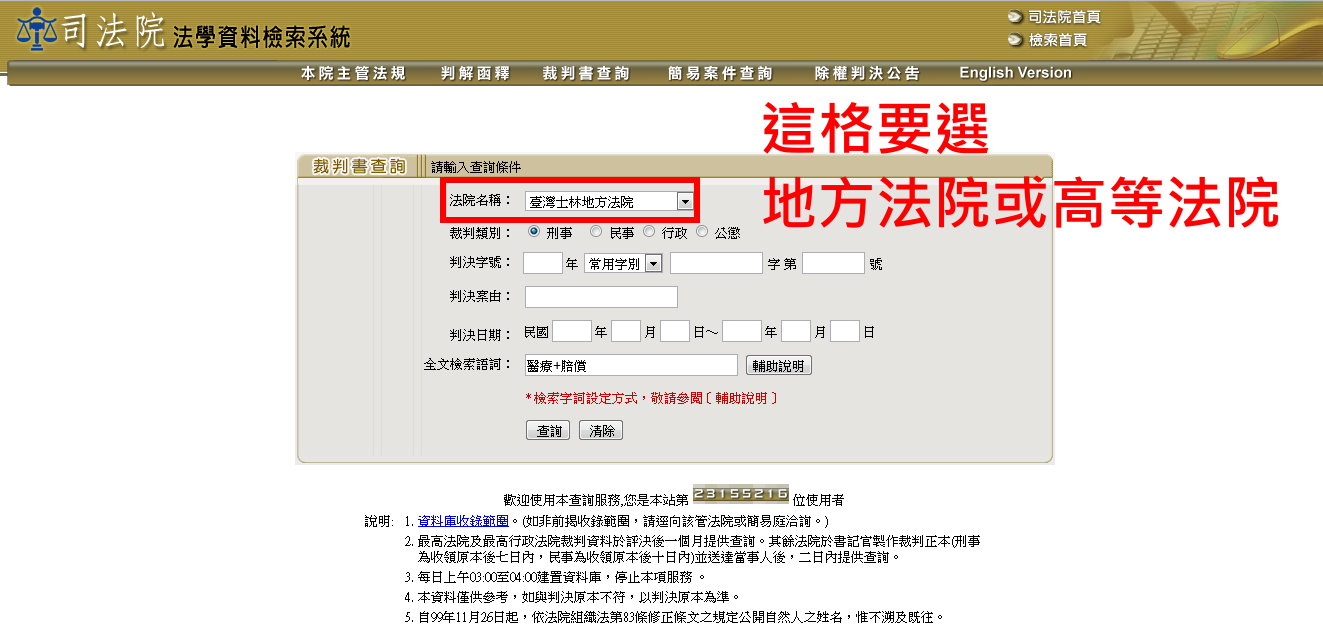 司法院 法學資料檢索系統
司法院首頁
檢索首頁
本院主管法規 判解函釋 裁判書查詢 簡易案件查詢 除權判決公告 English Version
這格要選
地方法院或高等法院
裁判書查詢 請輸入查詢條件
法院名稱： 臺灣士林地方法院
裁判類別： 刑事 民事 行政 公懲
判決字號： 年 常用字別 字第 號
判決案由：
判決日期： 民國 年 月 日～ 年 月 日
全文檢索語詞： 醫療+賠償 輔助說明
*檢索字詞設定方式，敬請參閱〔輔助說明〕
查詢 清除
歡迎使用本查詢服務,您是本站第 23155216 位使用者
說明: 1. 資料庫收錄範圍。(如非前揭收錄範圍，請逕向該管法院或簡易庭洽詢。)
2. 最高法院及最高行政法院裁判資料於評決後一個月提供查詢。其餘法院於書記官製作裁判正本(刑事
為收領原本後七日內，民事為收領原本後十日內)並送達當事人後，二日內提供查詢。
3. 每日上午03:00至04:00建置資料庫，停止本項服務 。
4. 本資料僅供參考，如與判決原本不符，以判決原本為準。
5. 自99年11月26日起，依法院組織法第83條修正條文之規定公開自然人之姓名，惟不溯及既往。